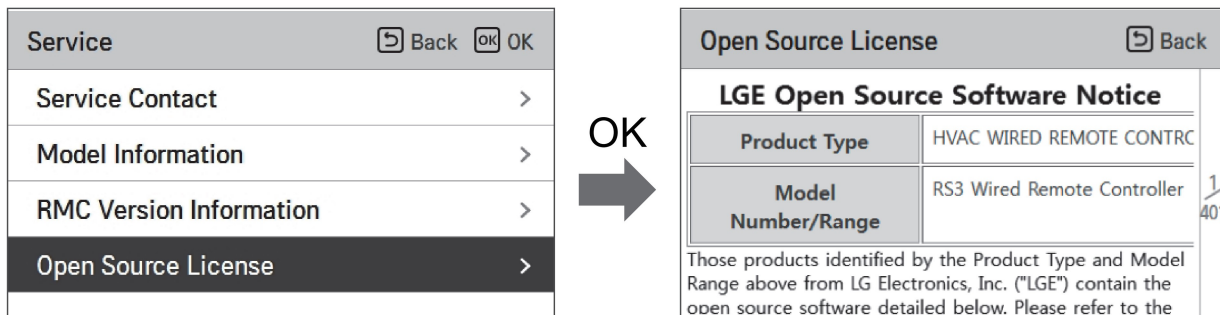 Service
Back OK OK
Service Contact
Model Information
RMC Version Information
Open Source License
OK
Open Source License
Back
LGE Open Source Software Notice
Product Type
HVAC WIRED REMOTE
Model
Number/Range
RS3 Wired Remote Controller
1
Those products identified by the Product Type and Model
Range above from LG Electronics, Inc. ("LGE") contain the
open source software detailed below. Please refer to the